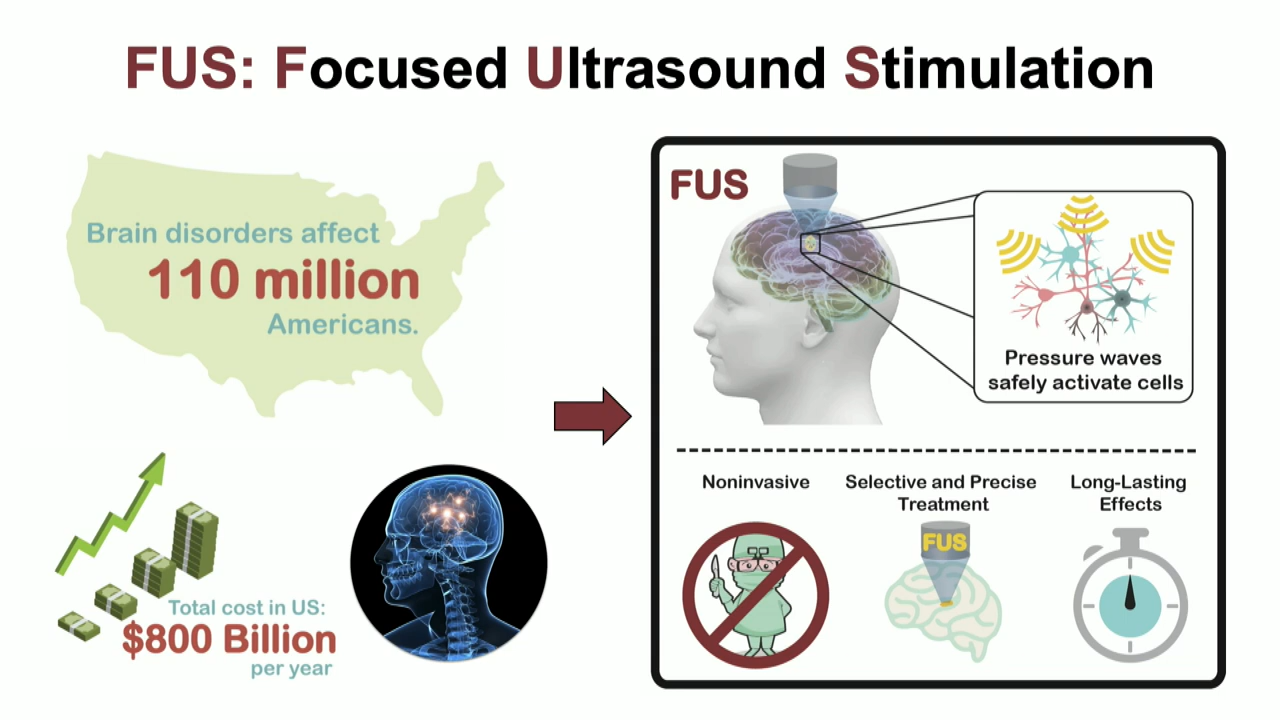 FUS: Focused Ultrasound Stimulation
Brain disorders affect
110 million
Americans.
Total cost in US:
$800 Billion
per year
FUS
Pressure waves
safely activate cells
Noninvasive
Selective and Precise
Treatment
FUS
Long-Lasting
Effects